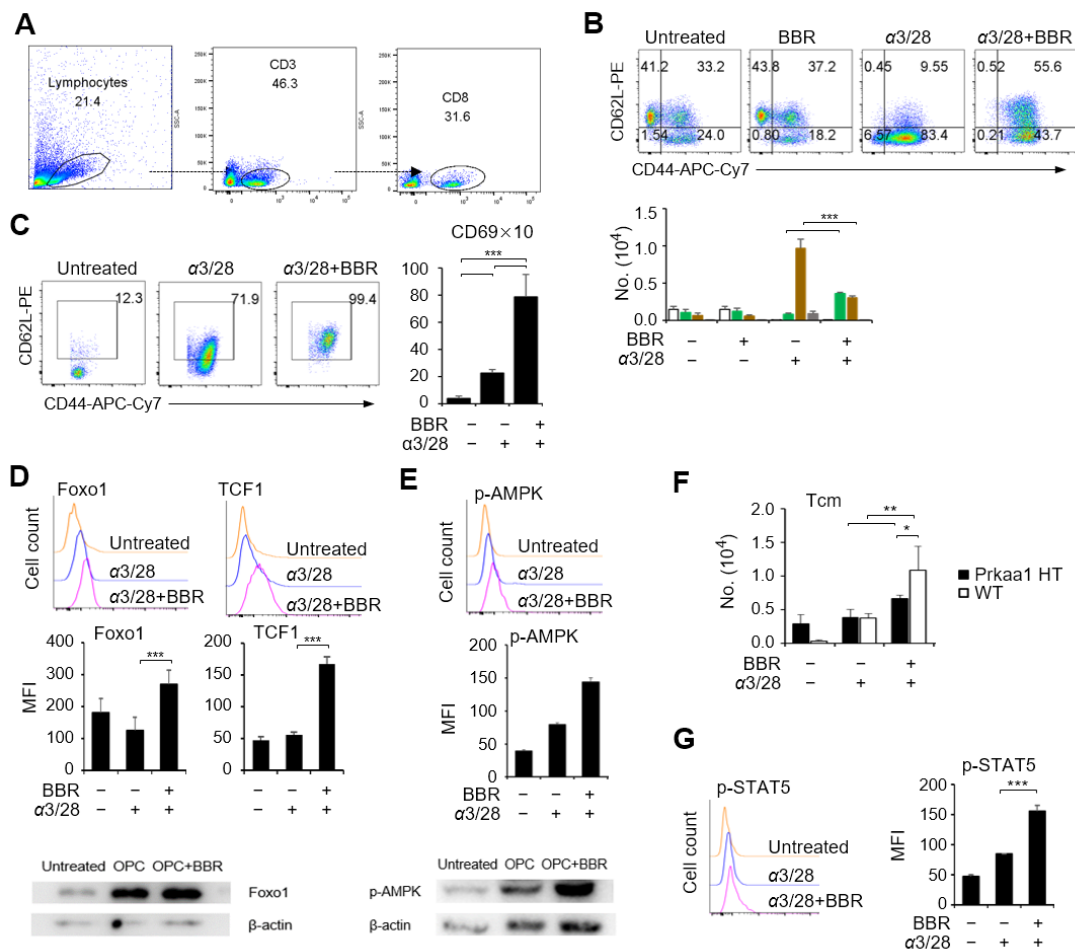 A
Lymphocytes
21:4
CD3
46.3
CD8
31.6
250K
200K
150K
100K
50K
0
SSC-A
0 10³ 10⁴
B
Untreated BBR α3/28 α3/28+BBR
41.2 33.2 43.8 37.2 0.45 9.55 0.52 55.6
1.54 24.0 0.80 18.2 6.57 83.4 0.21 43.7
CD62L-PE
CD44-APC-Cy7
***
No. (10⁴)
1.5
1.0
0.5
0.0
BBR – + – +
α3/28 – – + +
C
Untreated α3/28 α3/28+BBR
12.3 71.9 99.4
CD62L-PE
CD44-APC-Cy7
CD69×10
***
100
80
60
40
20
0
BBR – – +
α3/28 – + +
D
Foxo1 TCF1
Cell count
Untreated Untreated
α3/28 α3/28
α3/28+BBR α3/28+BBR
Foxo1 TCF1
*** ***
MFI
400
300
200
100
0
200
150
100
50
0
BBR – – + – – +
α3/28 – + + – + +
Untreated OPC OPC+BBR
Foxo1
β-actin
E
p-AMPK
Cell count
Untreated
α3/28
α3/28+BBR
p-AMPK
MFI
200
150
100
50
0
BBR – – +
α3/28 – + +
Untreated OPC OPC+BBR
p-AMPK
β-actin
F
Tcm
**
*
No. (10⁴)
1.5
1.0
0.5
0.0
Prkaa1 HT
WT
BBR – – +
α3/28 – + +
G
p-STAT5
Cell count
Untreated
α3/28
α3/28+BBR
p-STAT5
***
MFI
200
150
100
50
0
BBR – – +
α3/28 – + +